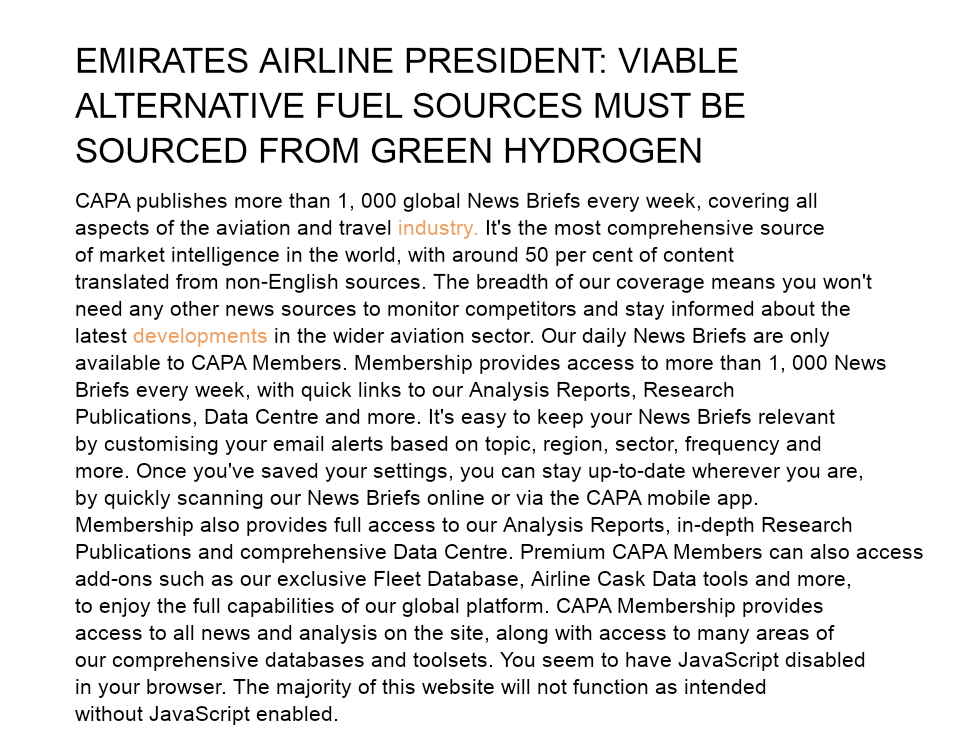 EMIRATES AIRLINE PRESIDENT: VIABLE
ALTERNATIVE FUEL SOURCES MUST BE
SOURCED FROM GREEN HYDROGEN
CAPA publishes more than 1, 000 global News Briefs every week, covering all
aspects of the aviation and travel industry. It's the most comprehensive source
of market intelligence in the world, with around 50 per cent of content
translated from non-English sources. The breadth of our coverage means you won't
need any other news sources to monitor competitors and stay informed about the
latest developments in the wider aviation sector. Our daily News Briefs are only
available to CAPA Members. Membership provides access to more than 1, 000 News
Briefs every week, with quick links to our Analysis Reports, Research
Publications, Data Centre and more. It's easy to keep your News Briefs relevant
by customising your email alerts based on topic, region, sector, frequency and
more. Once you've saved your settings, you can stay up-to-date wherever you are,
by quickly scanning our News Briefs online or via the CAPA mobile app.
Membership also provides full access to our Analysis Reports, in-depth Research
Publications and comprehensive Data Centre. Premium CAPA Members can also access
add-ons such as our exclusive Fleet Database, Airline Cask Data tools and more,
to enjoy the full capabilities of our global platform. CAPA Membership provides
access to all news and analysis on the site, along with access to many areas of
our comprehensive databases and toolsets. You seem to have JavaScript disabled
in your browser. The majority of this website will not function as intended
without JavaScript enabled.